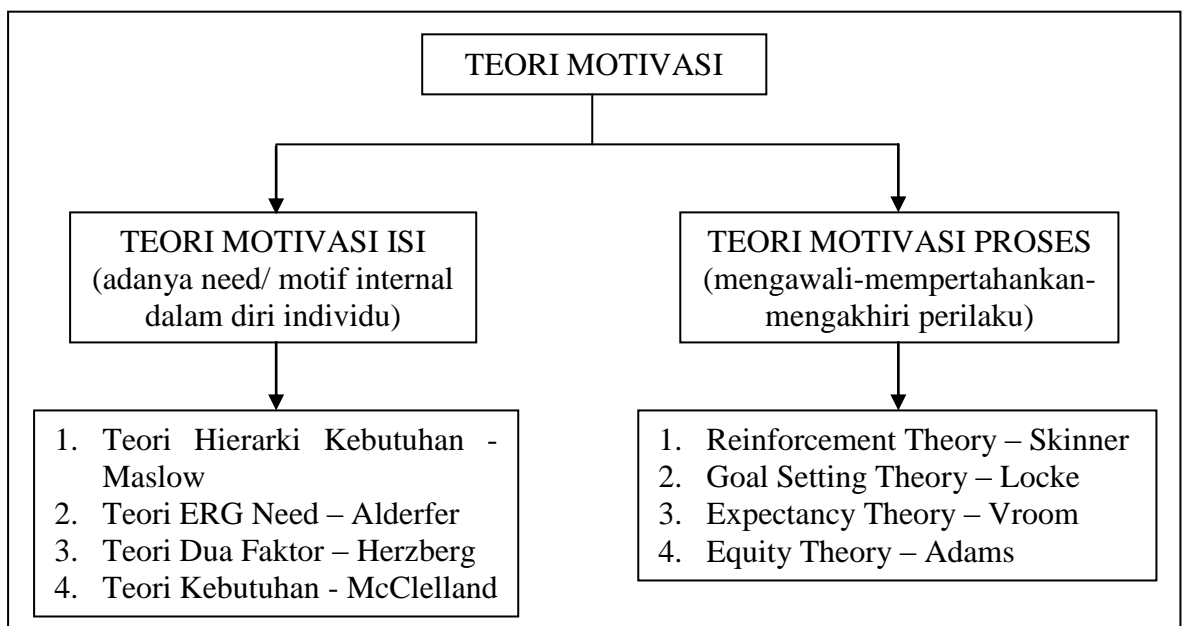 TEORI MOTIVASI
TEORI MOTIVASI ISI
(adanya need/ motif internal
dalam diri individu)
TEORI MOTIVASI PROSES
(mengawali-mempertahankan-
mengakhiri perilaku)
1. Teori Hierarki Kebutuhan -
Maslow
2. Teori ERG Need – Alderfer
3. Teori Dua Faktor – Herzberg
4. Teori Kebutuhan - McClelland
1. Reinforcement Theory – Skinner
2. Goal Setting Theory – Locke
3. Expectancy Theory – Vroom
4. Equity Theory – Adams